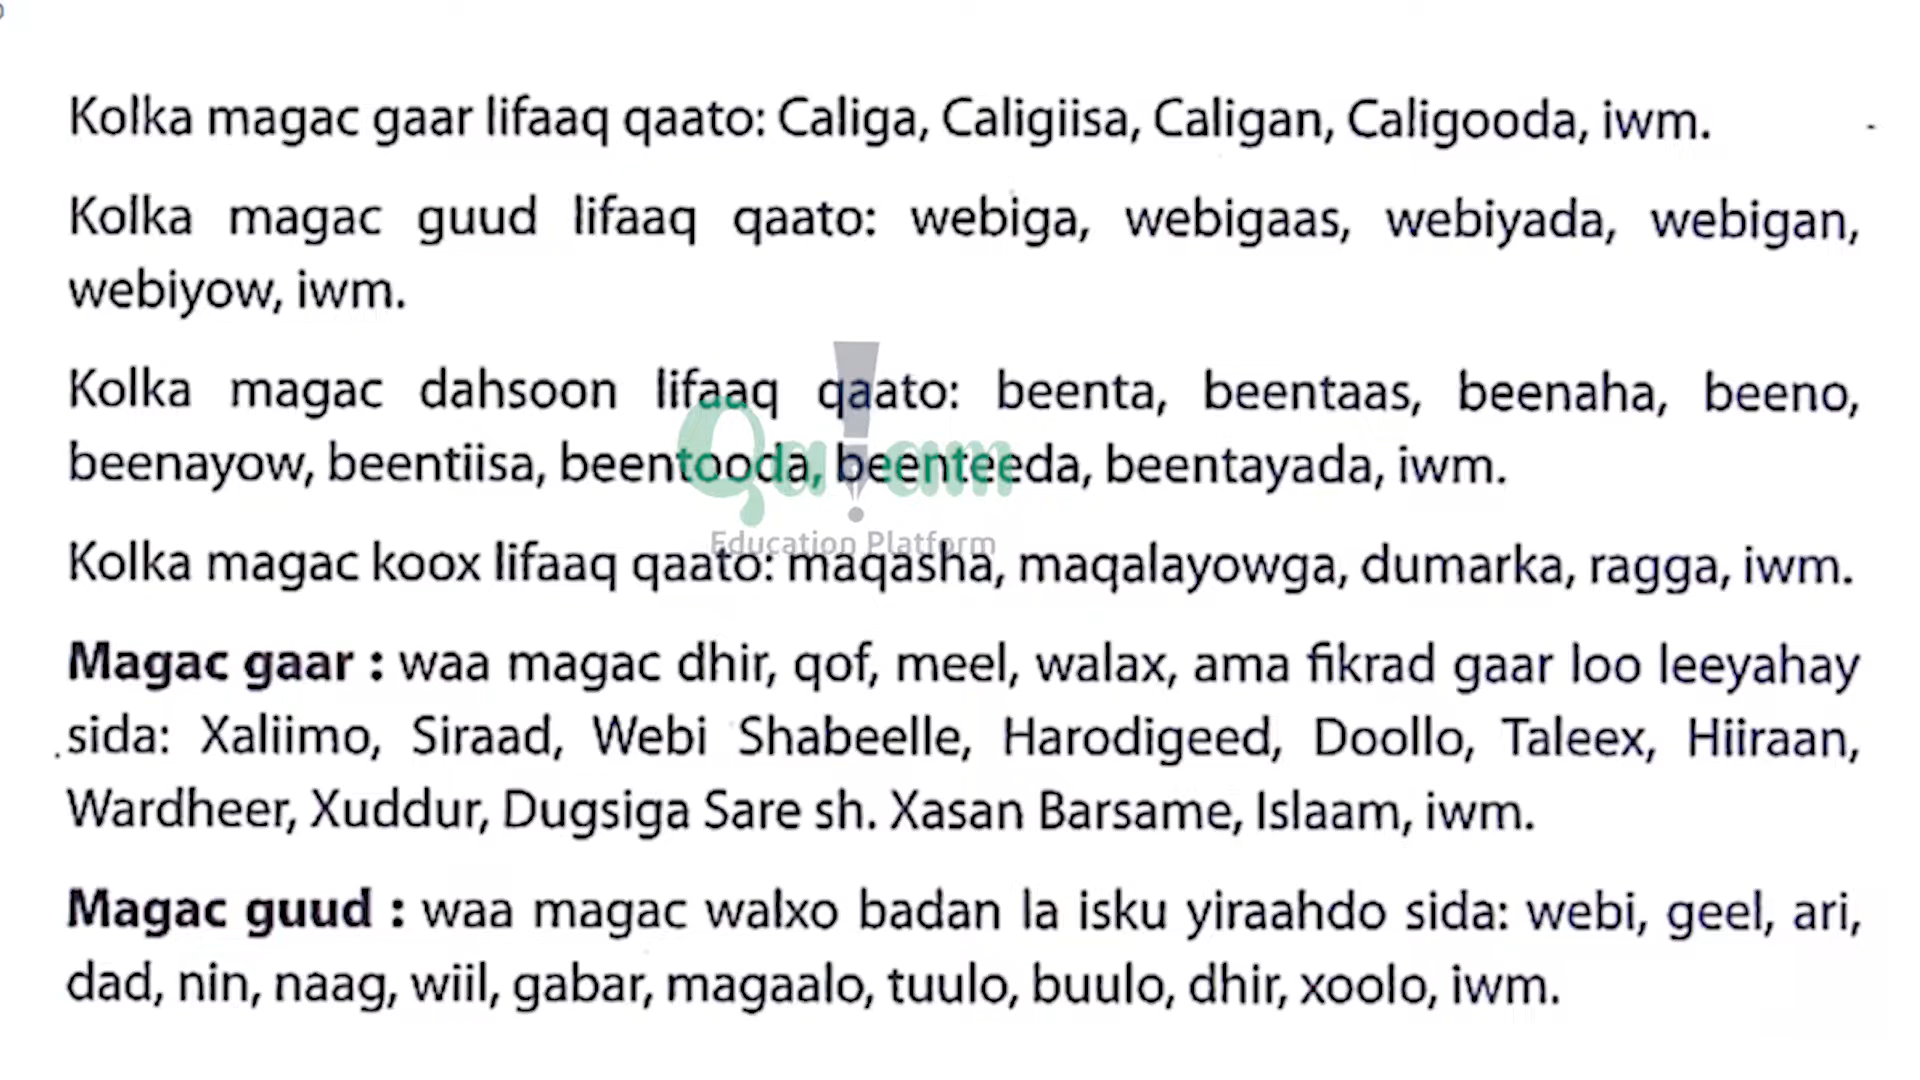 Kolka magac gaar lifaaq qaato: Caliga, Caligiisa, Caligan, Caligooda, iwm.
Kolka magac guud lifaaq qaato: webiga, webigaas, webiyada, webigan,
webiyow, iwm.
Kolka magac dahsoon lifaaq qaato: beenta, beentaas, beenaha, beeno,
beenayow, beentiisa, beentooda, beenteeda, beentayada, iwm.
Qalam
Education Platform
Kolka magac koox lifaaq qaato: maqasha, maqalayowga, dumarka, ragga, iwm.
Magac gaar : waa magac dhir, qof, meel, walax, ama fikrad gaar loo leeyahay
sida: Xaliimo, Siraad, Webi Shabeelle, Harodigeed, Doollo, Taleex, Hiiraan,
Wardheer, Xuddur, Dugsiga Sare sh. Xasan Barsame, Islaam, iwm.
Magac guud : waa magac walxo badan la isku yiraahdo sida: webi, geel, ari,
dad, nin, naag, wiil, gabar, magaalo, tuulo, buulo, dhir, xoolo, iwm.